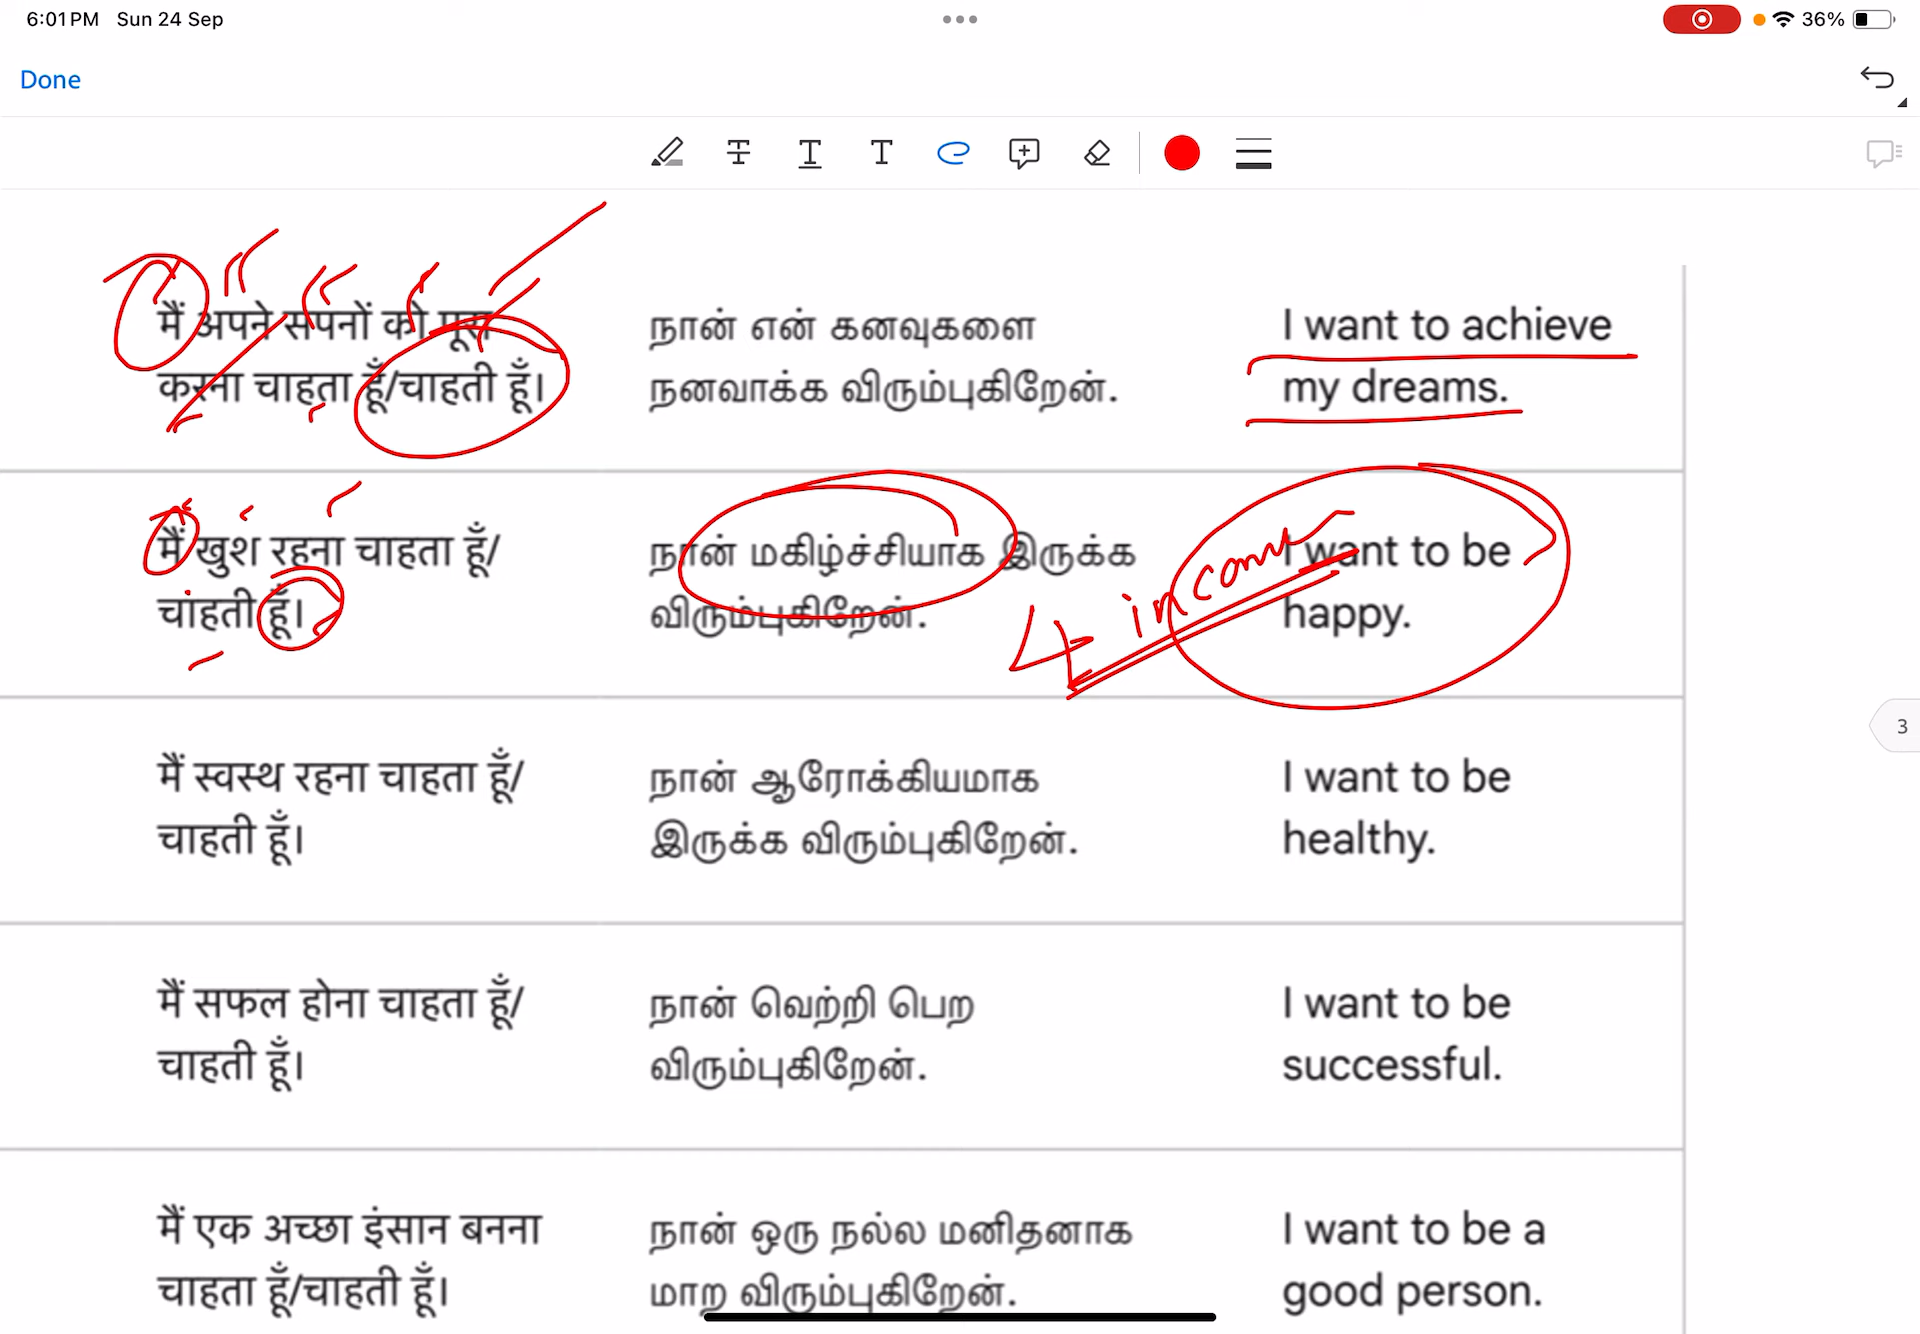 6:01 PM Sun 24 Sep
36%
Done
मैं अपने सपनों को पूरा
करना चाहता हूँ/चाहती हूँ।
நான் என் கனவுகளை
நனவாக்க விரும்புகிறேன்.
I want to achieve
my dreams.
मैं खुश रहना चाहता हूँ/
चाहती हूँ।
நான் மகிழ்ச்சியாக இருக்க
விரும்புகிறேன்.
I want to be
happy.
4
3
मैं स्वस्थ रहना चाहता हूँ/
चाहती हूँ।
நான் ஆரோக்கியமாக
இருக்க விரும்புகிறேன்.
I want to be
healthy.
मैं सफल होना चाहता हूँ/
चाहती हूँ।
நான் வெற்றி பெற
விரும்புகிறேன்.
I want to be
successful.
मैं एक अच्छा इंसान बनना
चाहता हूँ/चाहती हूँ।
நான் ஒரு நல்ல மனிதனாக
மாற விரும்புகிறேன்.
I want to be a
good person.